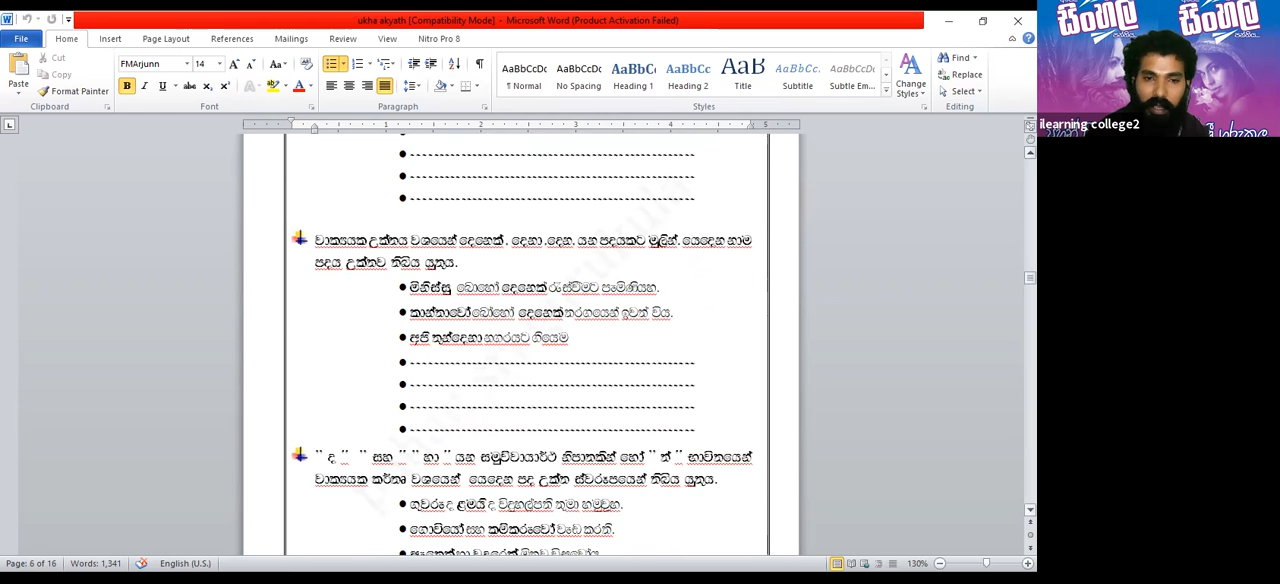 ukha akyath [Compatibility Mode] - Microsoft Word (Product Activation Failed)
File Home Insert Page Layout References Mailings Review View Nitro Pro 8
Paste Cut Copy Format Painter Clipboard
FMArjunn 14 Font
Paragraph
AaBbCcDc AaBbCcDc AaBbC AaBbCc AaB AaBbCc. AaBbCcDc
¶ Normal No Spacing Heading 1 Heading 2 Title Subtitle Subtle Em... Change Styles Styles
Find Replace Select Editing
සිංහල සිංහල
ilearning college2
වාක්‍යයක උක්තය වශයෙන් දෙනෙක් . දෙනා .දෙන. යන පදයකට මුලින්. යෙදෙන නාම
පදය උක්තව තිබිය යුතුය.
මිනිස්සු බොහෝ දෙනෙක් රැස්වීමට පැමිණියහ.
කාන්තාවෝ බෝහෝ දෙනෙක් තරගයෙන් ඉවත් විය.
අපි තුන්දෙනා නගරයට ගියෙම
" ද " " සහ " " හා " යන සමුච්චායාර්ථ නිපාතකින් හෝ " ත් " භාවිතයෙන්
වාක්‍යයක කර්තෘ වශයෙන් යෙදෙන පද උක්ත ස්වරූපයෙන් තිබිය යුතුය.
ගුවරු ද ළමයි ද විදුහල්පති තුමා හමුවූහ.
ගොවියෝ සහ කම්කරුවෝ වැඩ කරති.
Page: 6 of 16 Words: 1,341 English (U.S.) 130%